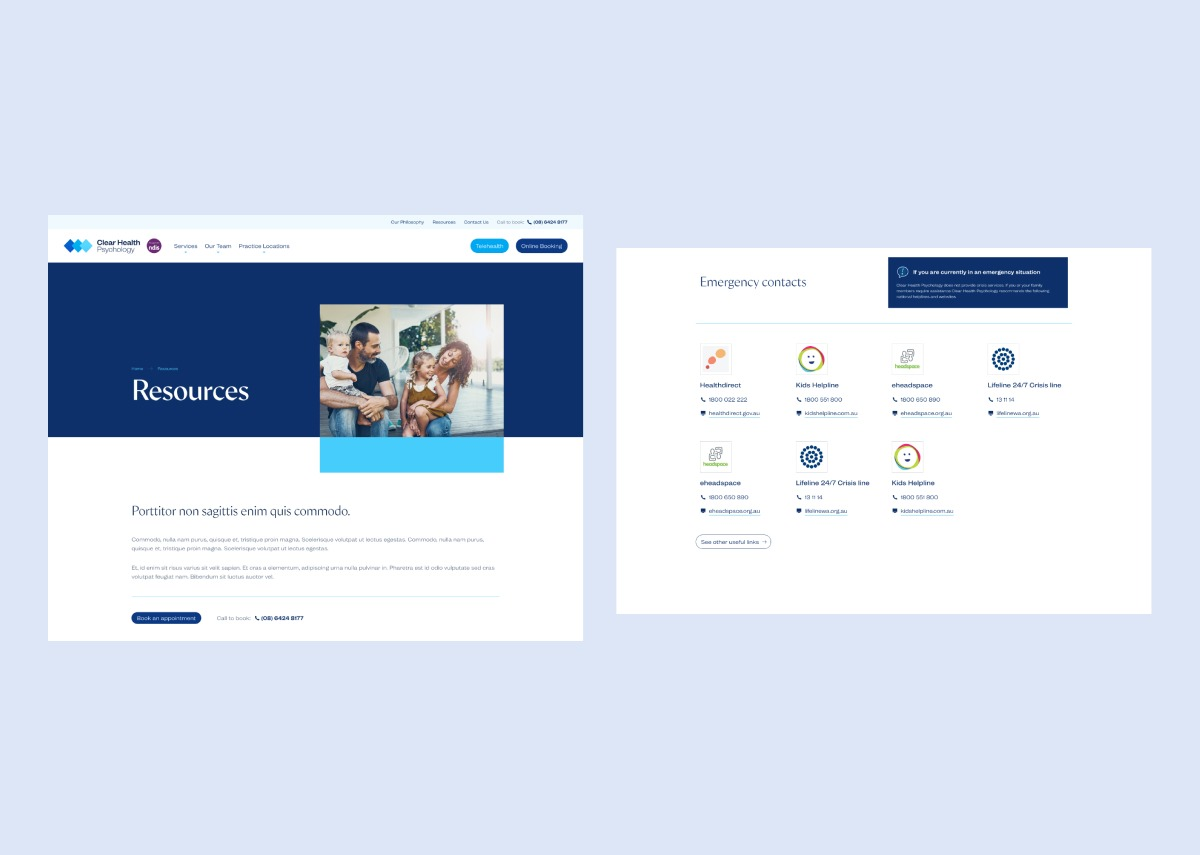 Our Philosophy Resources Contact Us Call to book: (08) 6424 8177
Clear Health
Psychology
ndis
Services Our Team Practice Locations
Telehealth Online Booking
Home Resources
Resources
Porttitor non sagittis enim quis commodo.
Commodo, nulla nam purus, quisque et, tristique proin magna. Scelerisque volutpat ut lectus egestas. Commodo, nulla nam purus,
quisque et, tristique proin magna. Scelerisque volutpat ut lectus egestas.
Et, id enim sit risus varius sit velit sapien. Et cras a elementum, adipiscing urna nulla pulvinar in. Pharetra est id odio vulputate sed cras
volutpat feugiat nam. Bibendum sit luctus auctor vel.
Book an appointment Call to book: (08) 6424 8177
Emergency contacts
If you are currently in an emergency situation
Clear Health Psychology does not provide crisis services. If you or your family
members require assistance Clear Health Psychology recommends the following
national helplines and websites
Healthdirect
1800 022 222
healthdirect.gov.au
Kids Helpline
1800 551 800
kidshelpline.com.au
headspace
eheadspace
1800 650 890
eheadspace.org.au
Lifeline 24/7 Crisis line
13 11 14
lifelinewa.org.au
headspace
eheadspace
1800 650 890
eheadspace.org.au
Lifeline 24/7 Crisis line
13 11 14
lifelinewa.org.au
Kids Helpline
1800 551 800
kidshelpline.com.au
See other useful links →